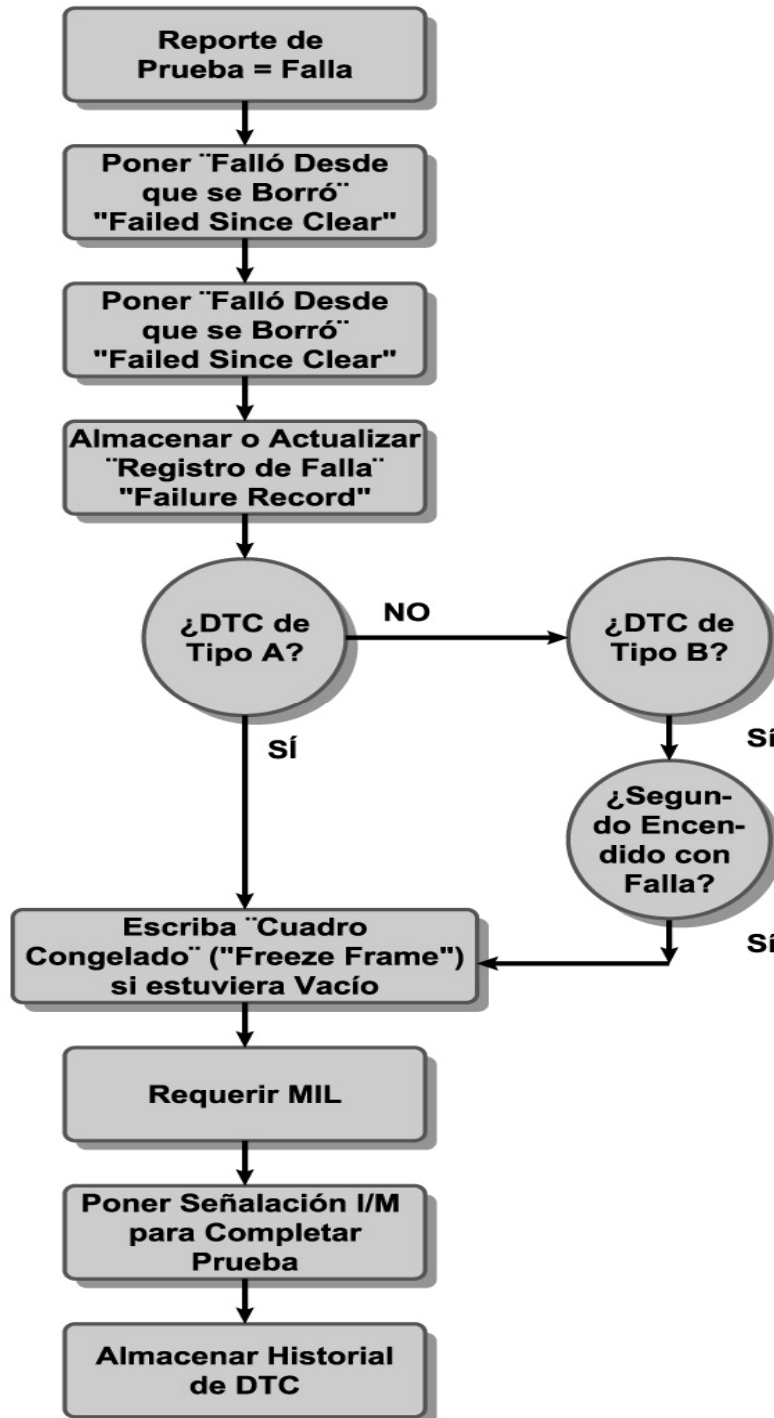 Reporte de
Prueba = Falla
Poner ¨Falló Desde
que se Borró¨
"Failed Since Clear"
Poner ¨Falló Desde
que se Borró¨
"Failed Since Clear"
Almacenar o Actualizar
¨Registro de Falla¨
"Failure Record"
¿DTC de
Tipo A?
NO
¿DTC de
Tipo B?
SÍ
Sí
¿Segun-
do Encen-
dido con
Falla?
Sí
Escriba ¨Cuadro
Congelado¨ ("Freeze Frame")
si estuviera Vacío
Requerir MIL
Poner Señalación I/M
para Completar
Prueba
Almacenar Historial
de DTC